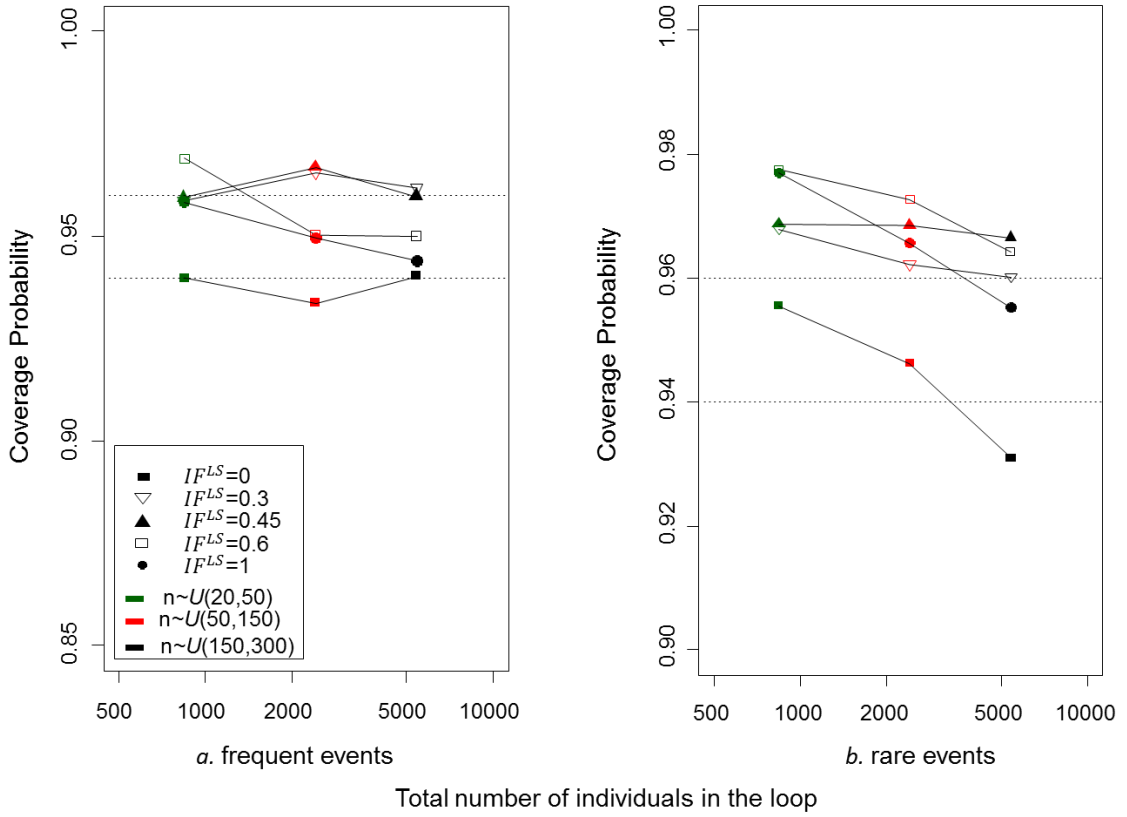 Coverage Probability
1.00
0.95
0.90
0.85
IF^LS=0
IF^LS=0.3
IF^LS=0.45
IF^LS=0.6
IF^LS=1
n~U(20,50)
n~U(50,150)
n~U(150,300)
500 1000 2000 5000 10000
a. frequent events
Coverage Probability
1.00
0.98
0.96
0.94
0.92
0.90
500 1000 2000 5000 10000
b. rare events
Total number of individuals in the loop